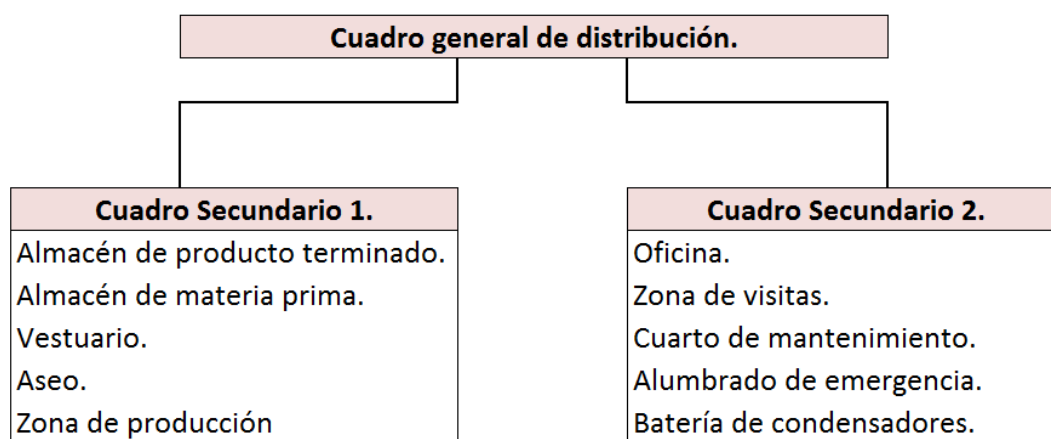 Cuadro general de distribución.
Cuadro Secundario 1.
Almacén de producto terminado.
Almacén de materia prima.
Vestuario.
Aseo.
Zona de producción
Cuadro Secundario 2.
Oficina.
Zona de visitas.
Cuarto de mantenimiento.
Alumbrado de emergencia.
Batería de condensadores.